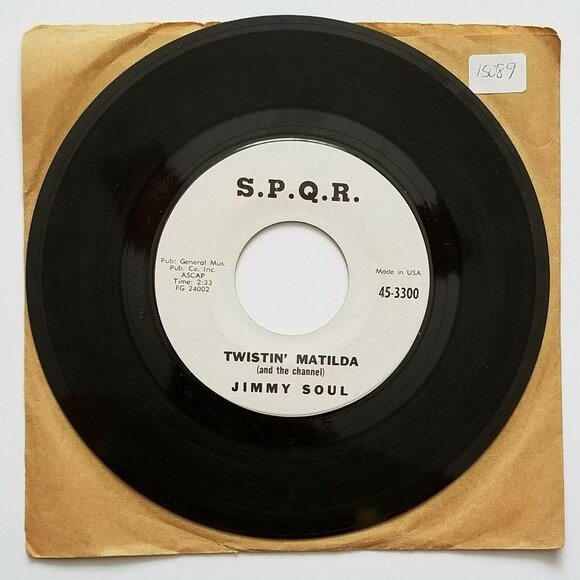 15089
S.P.Q.R.
Pub: General Mus.
Pub. Co. Inc.
ASCAP
Time: 2:33
FG 24002
Made in USA
45-3300
TWISTIN' MATILDA
(and the channel)
JIMMY SOUL